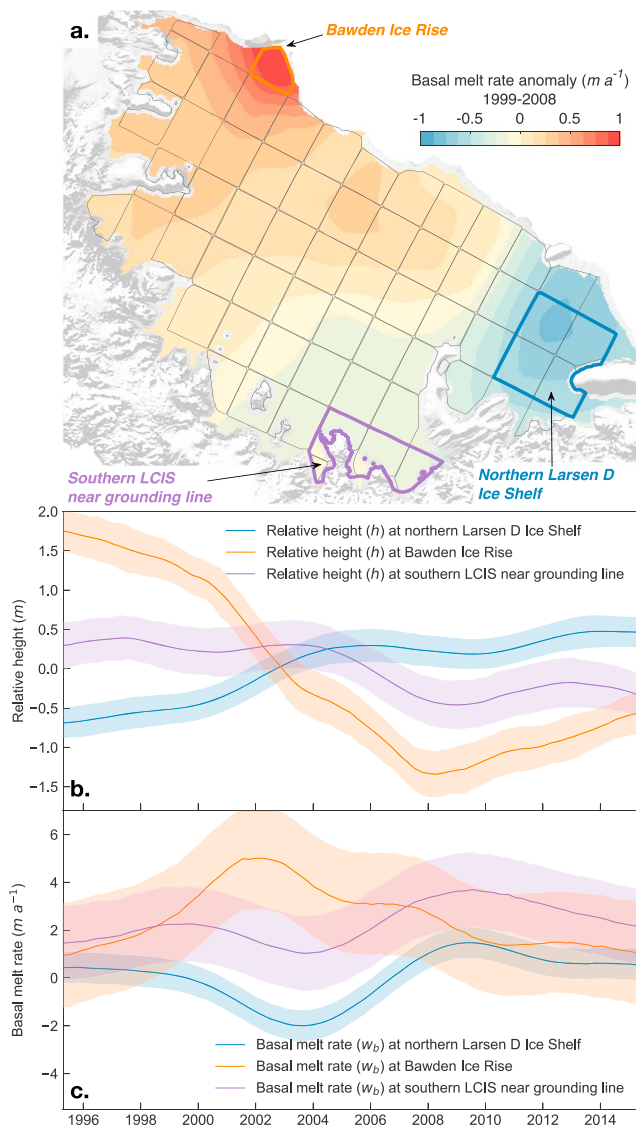 a.
Bawden Ice Rise
Basal melt rate anomaly (m a⁻¹)
1999-2008
-1 -0.5 0 0.5 1
Southern LCIS
near grounding line
Northern Larsen D
Ice Shelf
2.0
1.5
1.0
0.5
0.0
−0.5
−1.0
−1.5
Relative height (m)
Relative height (h) at northern Larsen D Ice Shelf
Relative height (h) at Bawden Ice Rise
Relative height (h) at southern LCIS near grounding line
b.
6
4
2
0
−2
−4
Basal melt rate (m a⁻¹)
Basal melt rate (w_b) at northern Larsen D Ice Shelf
Basal melt rate (w_b) at Bawden Ice Rise
Basal melt rate (w_b) at southern LCIS near grounding line
c.
1996 1998 2000 2002 2004 2006 2008 2010 2012 2014